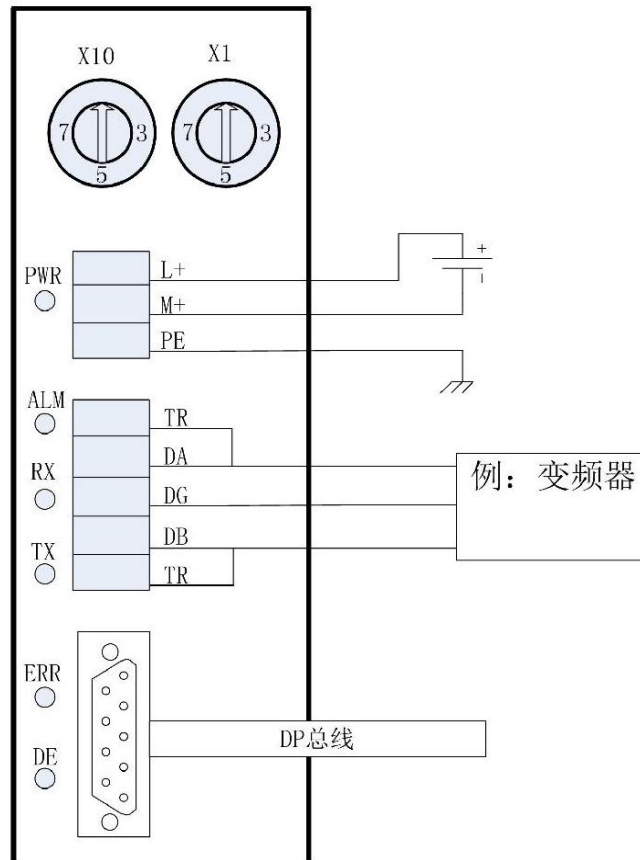 X10 X1
7 3 7 3
5 5
+
L+
PWR
-
M+
PE
ALM
TR
DA
RX
例：变频器
DG
DB
TX
TR
ERR
DP总线
DE